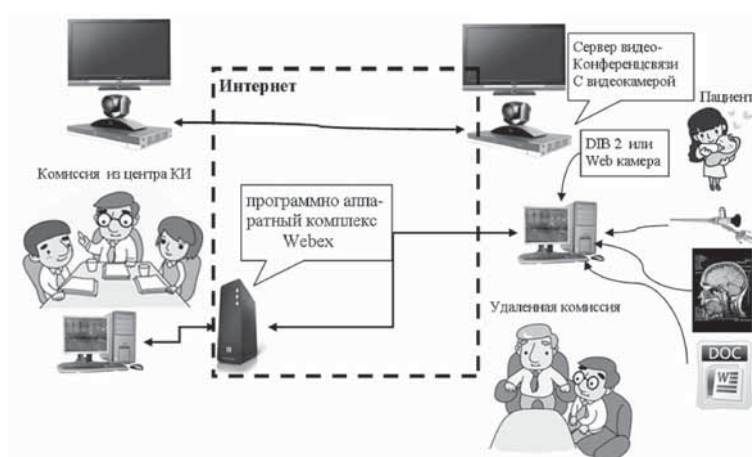 Интернет
Сервер видео-
Конференцсвязи
С видеокамерой
Пациент
DIB 2 или
Web камера
Комиссия из центра КИ
программно аппа-
ратный комплекс
Webex
Удаленная комиссия
DOC
W